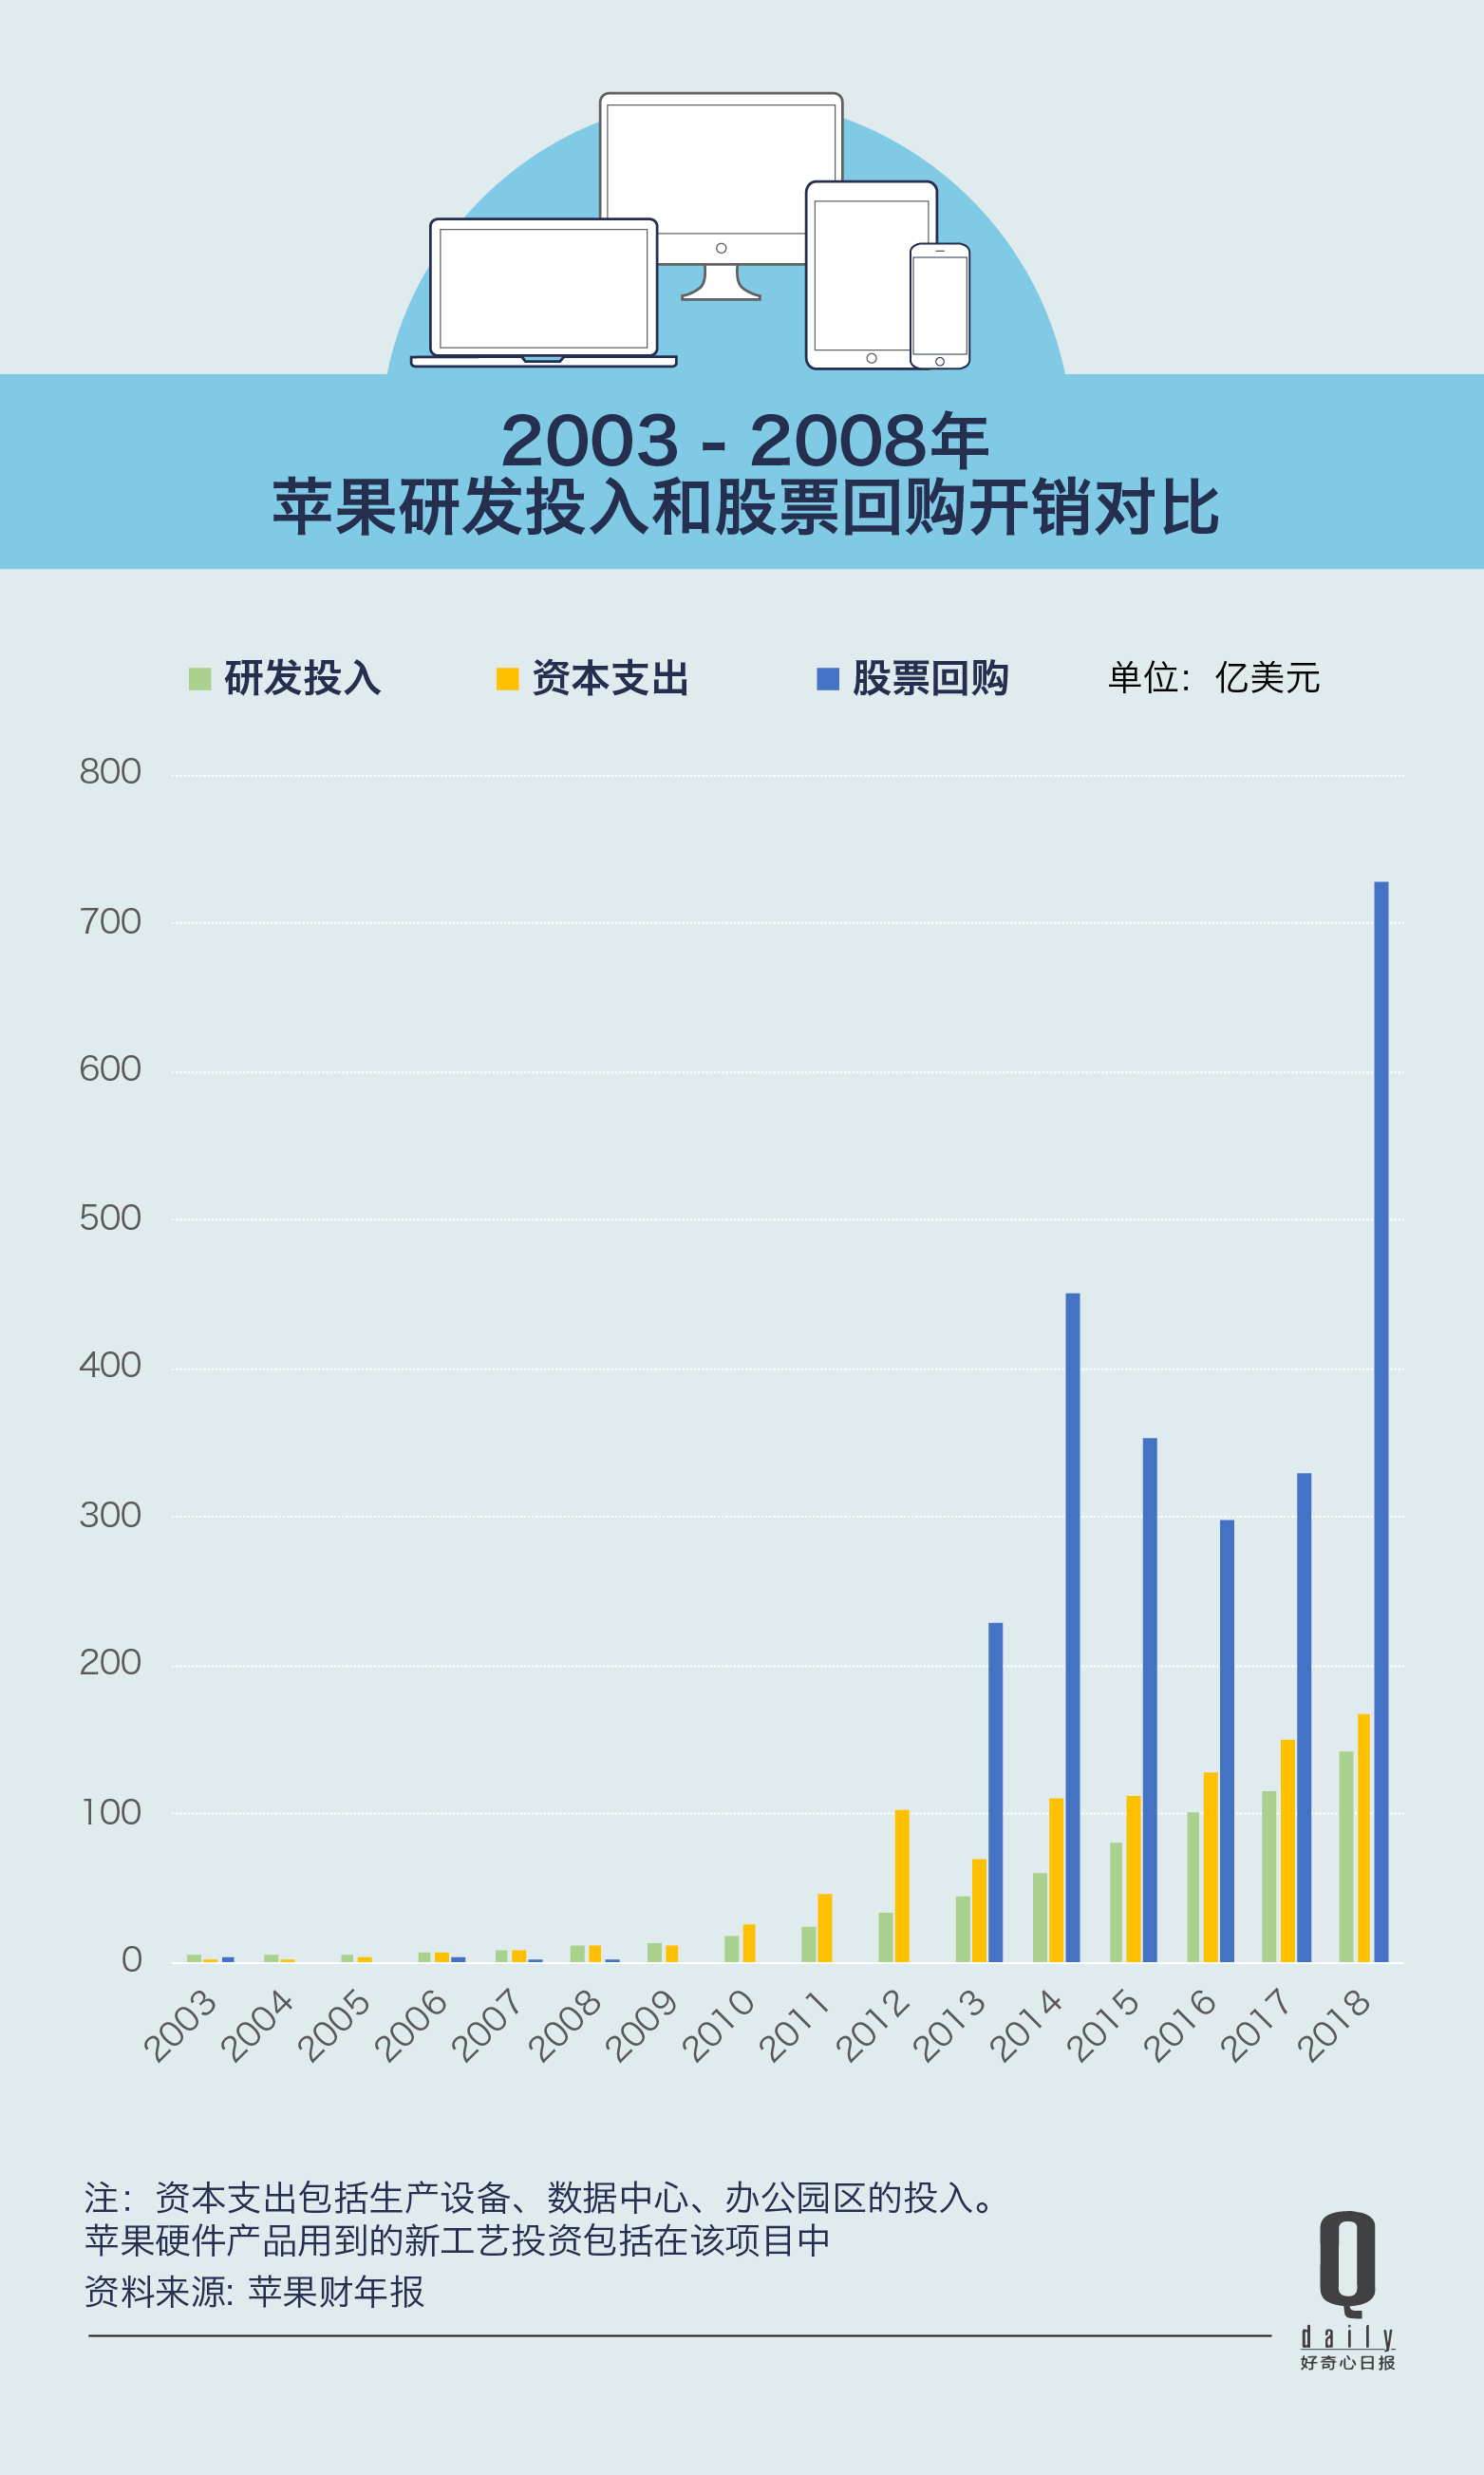 2003 - 2008年
苹果研发投入和股票回购开销对比
研发投入 资本支出 股票回购 单位：亿美元
800
700
600
500
400
300
200
100
0
2003 2004 2005 2006 2007 2008 2009 2010 2011 2012 2013 2014 2015 2016 2017 2018
注：资本支出包括生产设备、数据中心、办公园区的投入。
苹果硬件产品用到的新工艺投资包括在该项目中
资料来源: 苹果财年报
Q
daily
好奇心日报